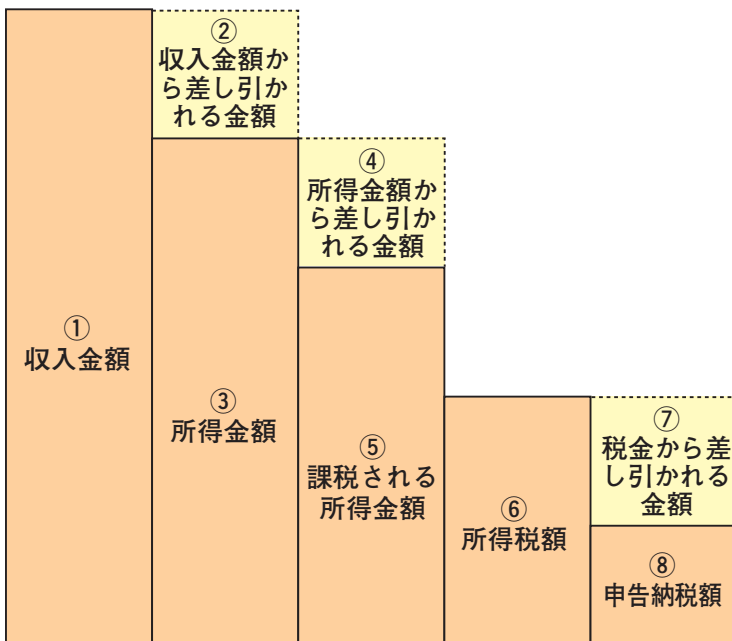 ①
収入金額
②
収入金額か
ら差し引か
れる金額
③
所得金額
④
所得金額か
ら差し引か
れる金額
⑤
課税される
所得金額
⑥
所得税額
⑦
税金から差
し引かれる
金額
⑧
申告納税額